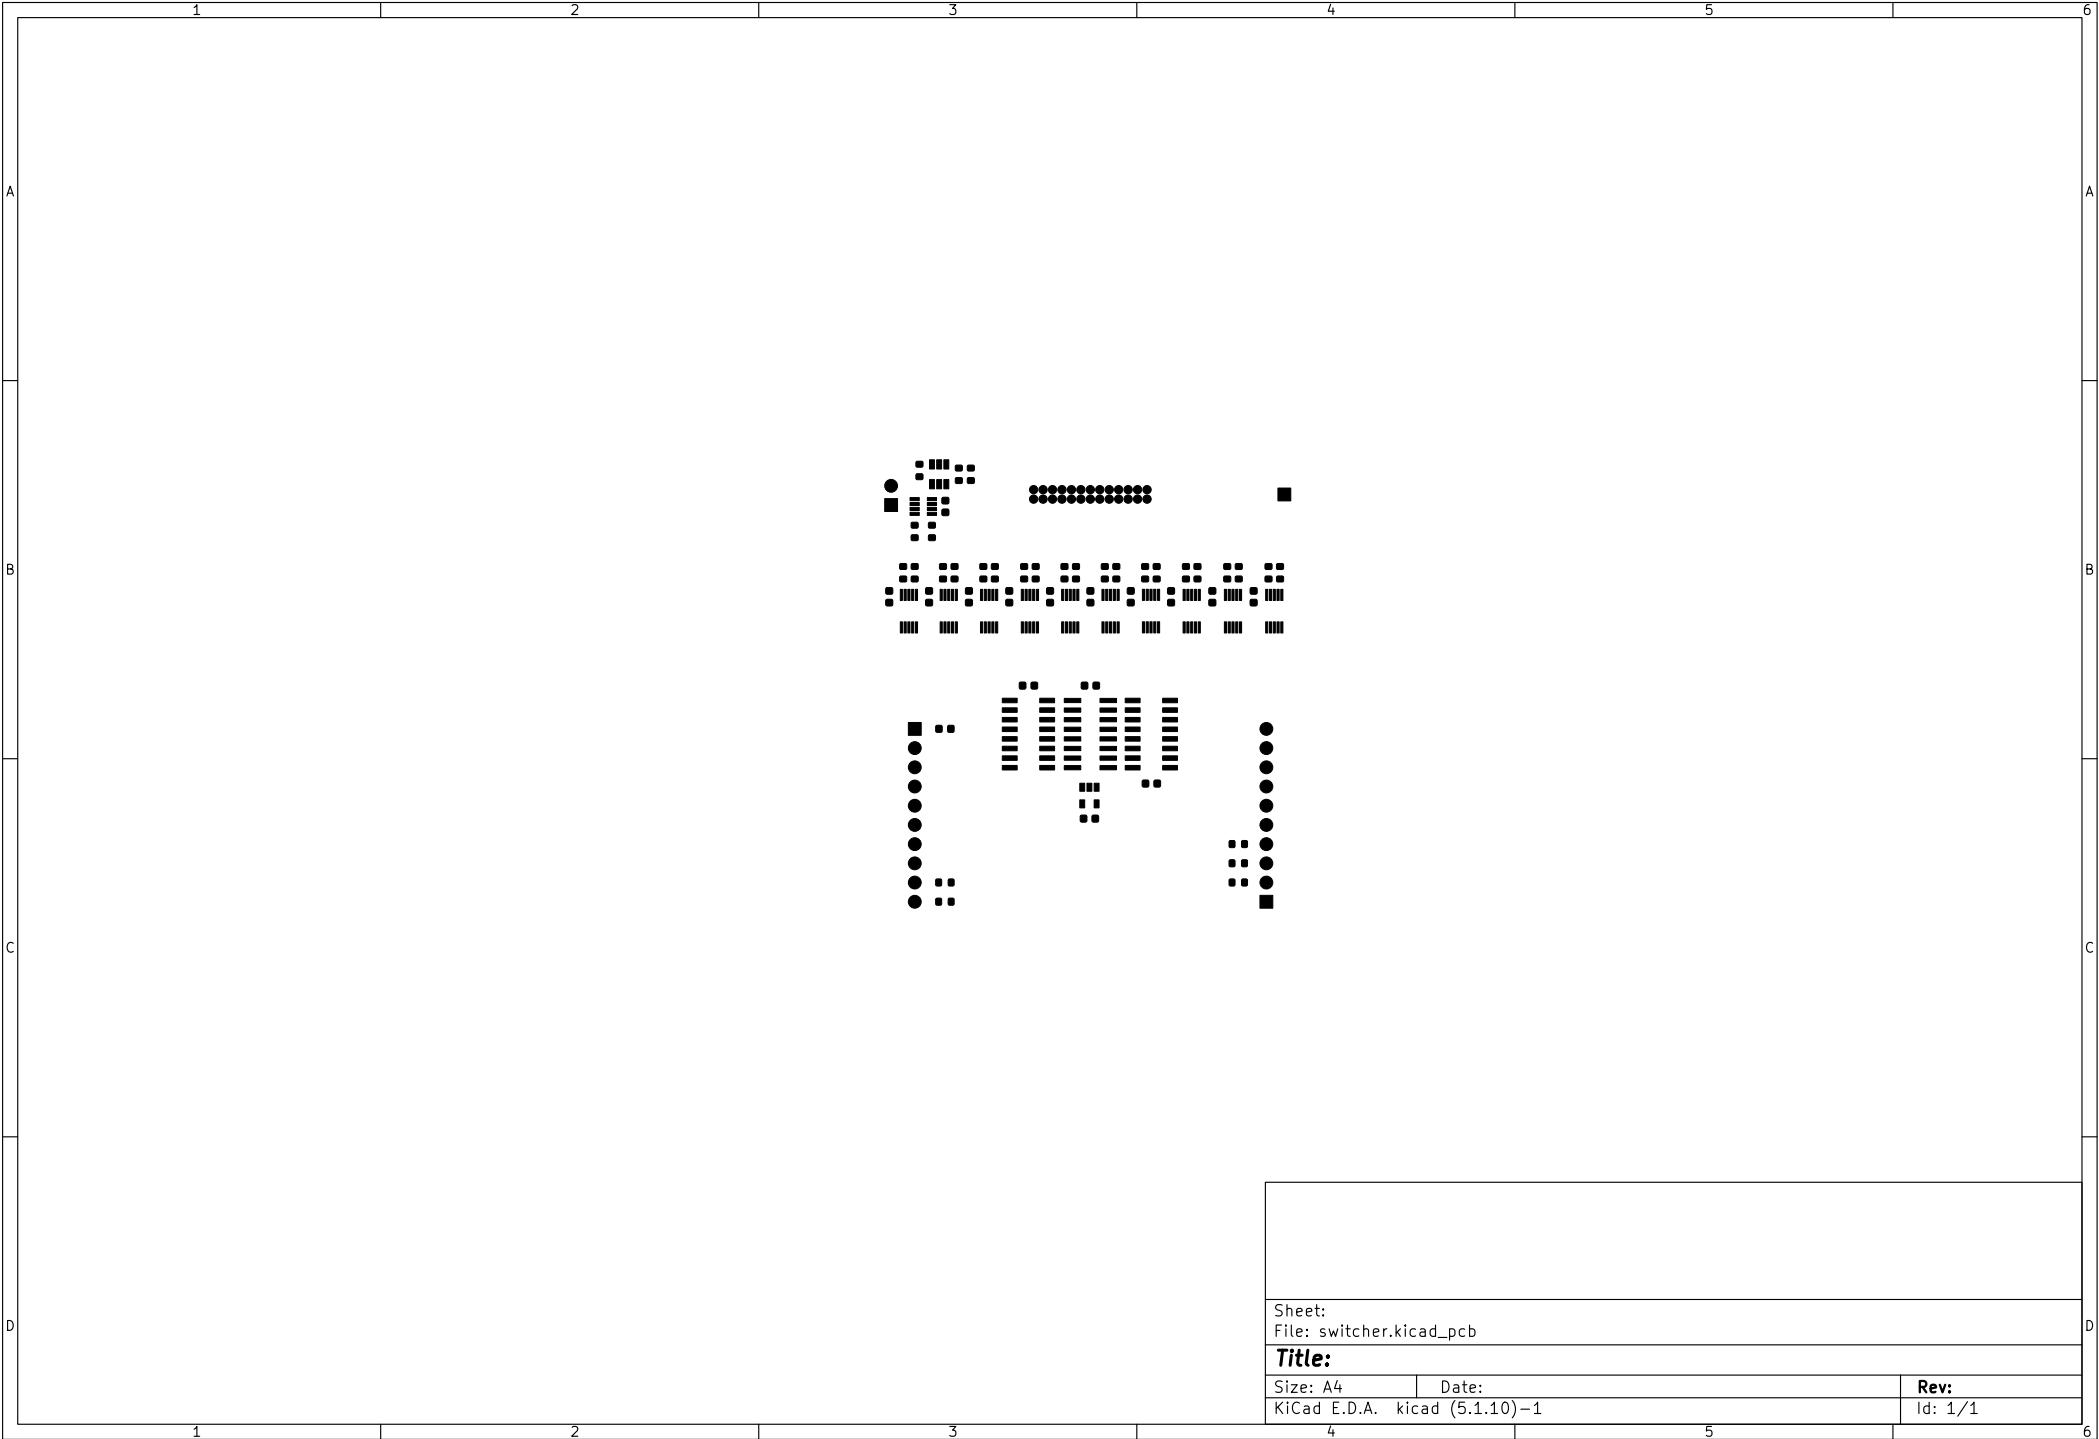 1 2 3 4 5 6
A A
B B
C C
D D
Sheet:
File: switcher.kicad_pcb
Title:
Size: A4 Date: Rev:
KiCad E.D.A. kicad (5.1.10)-1 Id: 1/1
1 2 3 4 5 6